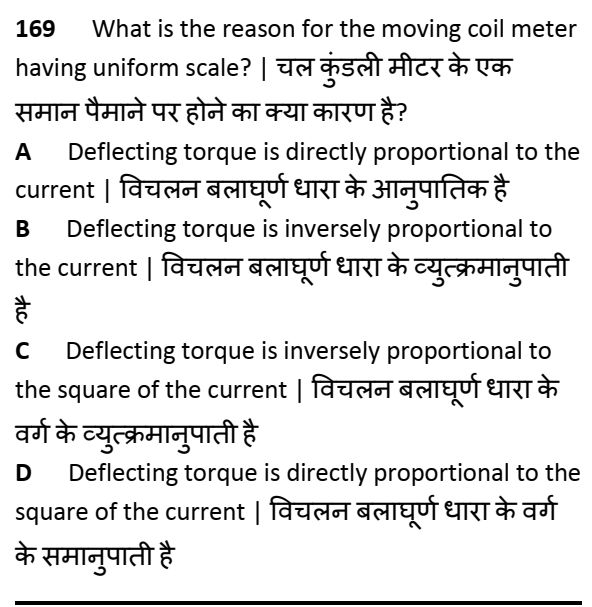 169 What is the reason for the moving coil meter
having uniform scale? | चल कुंडली मीटर के एक
समान पैमाने पर होने का क्या कारण है?
A Deflecting torque is directly proportional to the
current | विचलन बलाघूर्ण धारा के आनुपातिक है
B Deflecting torque is inversely proportional to
the current | विचलन बलाघूर्ण धारा के व्युत्क्रमानुपाती
है
C Deflecting torque is inversely proportional to
the square of the current | विचलन बलाघूर्ण धारा के
वर्ग के व्युत्क्रमानुपाती है
D Deflecting torque is directly proportional to the
square of the current | विचलन बलाघूर्ण धारा के वर्ग
के समानुपाती है